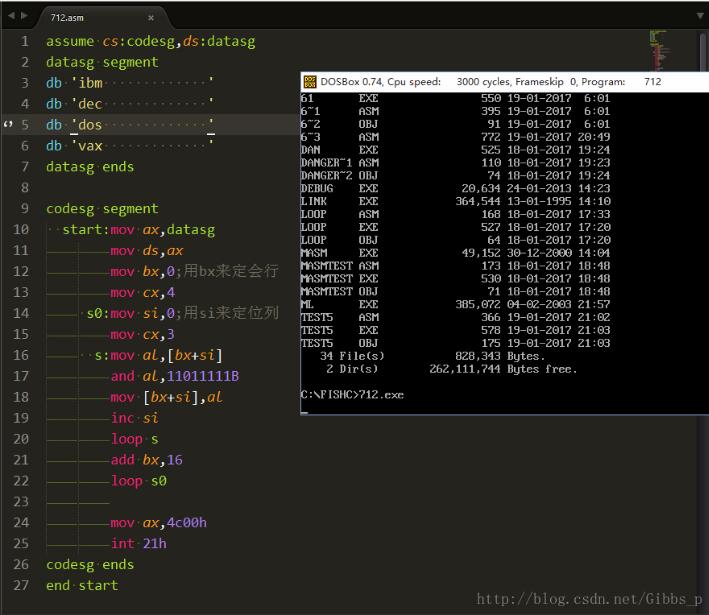 712.asm
1 assume cs:codesg,ds:datasg
2 datasg segment
3 db 'ibm             '
4 db 'dec             '
5 db 'dos             '
6 db 'vax             '
7 datasg ends
8
9 codesg segment
10 start:mov ax,datasg
11 mov ds,ax
12 mov bx,0;用bx来定会行
13 mov cx,4
14 s0:mov si,0;用si来定位列
15 mov cx,3
16 s:mov al,[bx+si]
17 and al,11011111B
18 mov [bx+si],al
19 inc si
20 loop s
21 add bx,16
22 loop s0
23
24 mov ax,4c00h
25 int 21h
26 codesg ends
27 end start
DOSBox 0.74, Cpu speed: 3000 cycles, Frameskip 0, Program: 712
61 EXE 550 19-01-2017 6:01
6~1 ASM 395 19-01-2017 6:01
6~2 OBJ 91 19-01-2017 6:01
6~3 ASM 772 19-01-2017 20:49
DAN EXE 525 18-01-2017 19:24
DANGER~1 ASM 110 18-01-2017 19:23
DANGER~2 OBJ 74 18-01-2017 19:24
DEBUG EXE 20,634 24-01-2013 14:23
LINK EXE 364,544 13-01-1995 14:10
LOOP ASM 168 18-01-2017 17:33
LOOP EXE 527 18-01-2017 17:20
LOOP OBJ 64 18-01-2017 17:20
MASM EXE 49,152 30-12-2000 14:04
MASMTEST ASM 173 18-01-2017 18:48
MASMTEST EXE 530 18-01-2017 18:48
MASMTEST OBJ 71 18-01-2017 18:48
ML EXE 385,072 04-02-2003 21:57
TEST5 ASM 366 19-01-2017 21:02
TEST5 EXE 578 19-01-2017 21:03
TEST5 OBJ 175 19-01-2017 21:03
34 File(s) 828,343 Bytes.
2 Dir(s) 262,111,744 Bytes free.
C:\FISHC>712.exe
http://blog.csdn.net/Gibbs_p